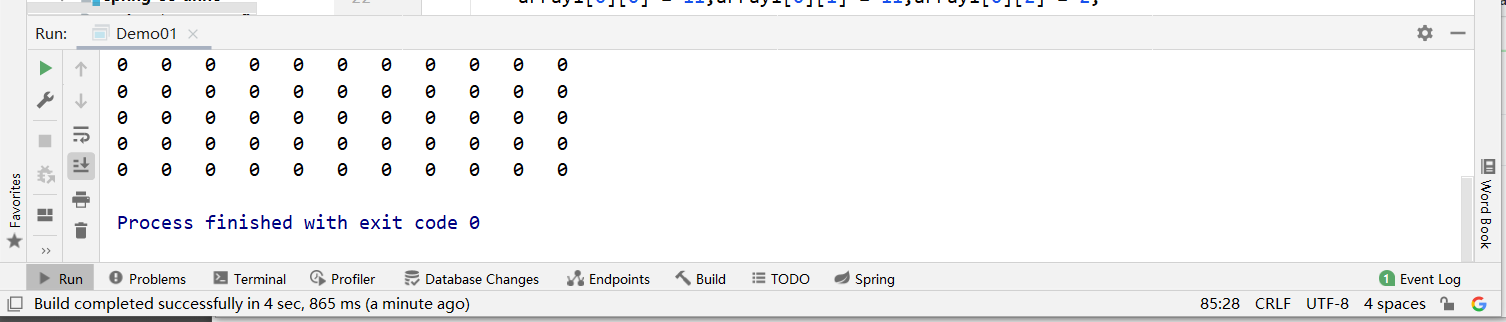 22
Run: Demo01
0 0 0 0 0 0 0 0 0 0 0
0 0 0 0 0 0 0 0 0 0 0
0 0 0 0 0 0 0 0 0 0 0
0 0 0 0 0 0 0 0 0 0 0
0 0 0 0 0 0 0 0 0 0 0
Process finished with exit code 0
Favorites
Word Book
Run Problems Terminal Profiler Database Changes Endpoints Build TODO Spring 1 Event Log
Build completed successfully in 4 sec, 865 ms (a minute ago) 85:28 CRLF UTF-8 4 spaces